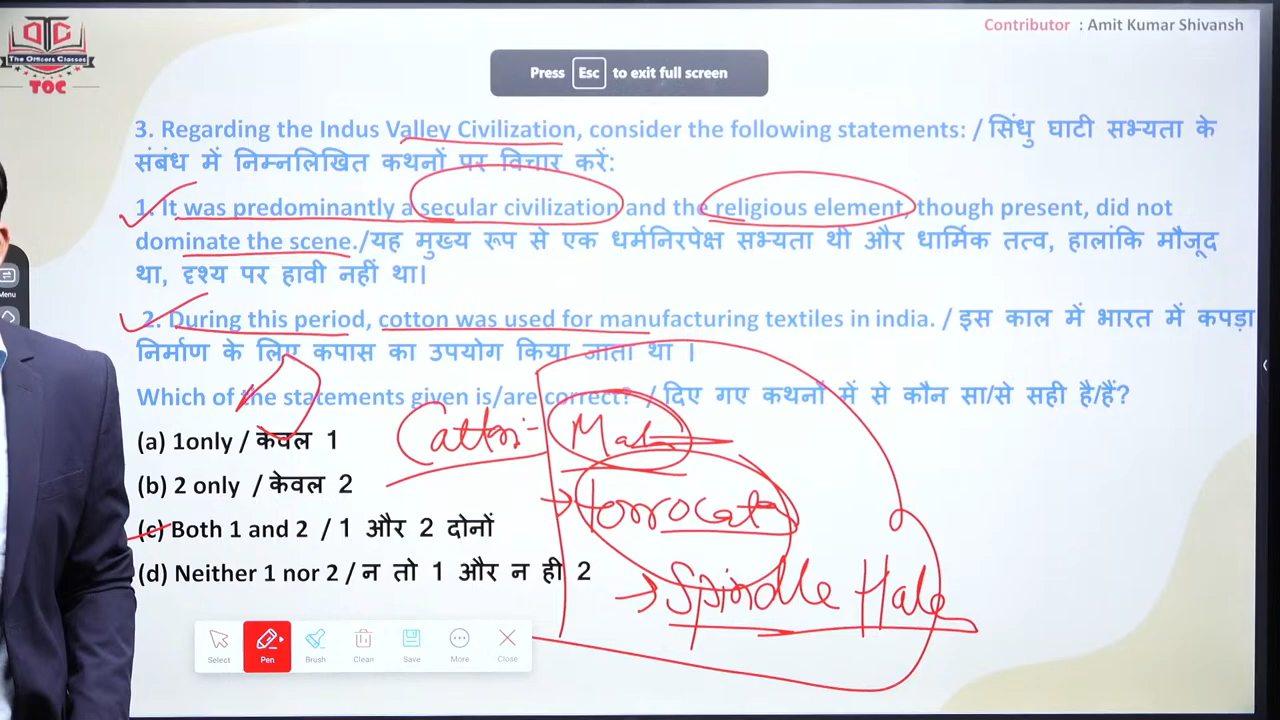 Contributor : Amit Kumar Shivansh
The Officers Classes
TOC
Press Esc to exit full screen
3. Regarding the Indus Valley Civilization, consider the following statements: / सिंधु घाटी सभ्यता के
संबंध में निम्नलिखित कथनों पर विचार करें:
1. It was predominantly a secular civilization and the religious element, though present, did not
dominate the scene./यह मुख्य रूप से एक धर्मनिरपेक्ष सभ्यता थी और धार्मिक तत्व, हालांकि मौजूद
था, दृश्य पर हावी नहीं था।
Menu
2. During this period, cotton was used for manufacturing textiles in india. / इस काल में भारत में कपड़ा
निर्माण के लिए कपास का उपयोग किया जाता था ।
Which of the statements given is/are correct? / दिए गए कथनों में से कौन सा/से सही है/हैं?
(a) 1only / केवल 1
(b) 2 only / केवल 2
(c) Both 1 and 2 / 1 और 2 दोनों
(d) Neither 1 nor 2 / न तो 1 और न ही 2
Spindle
Select Pen Brush Clean Save More Close